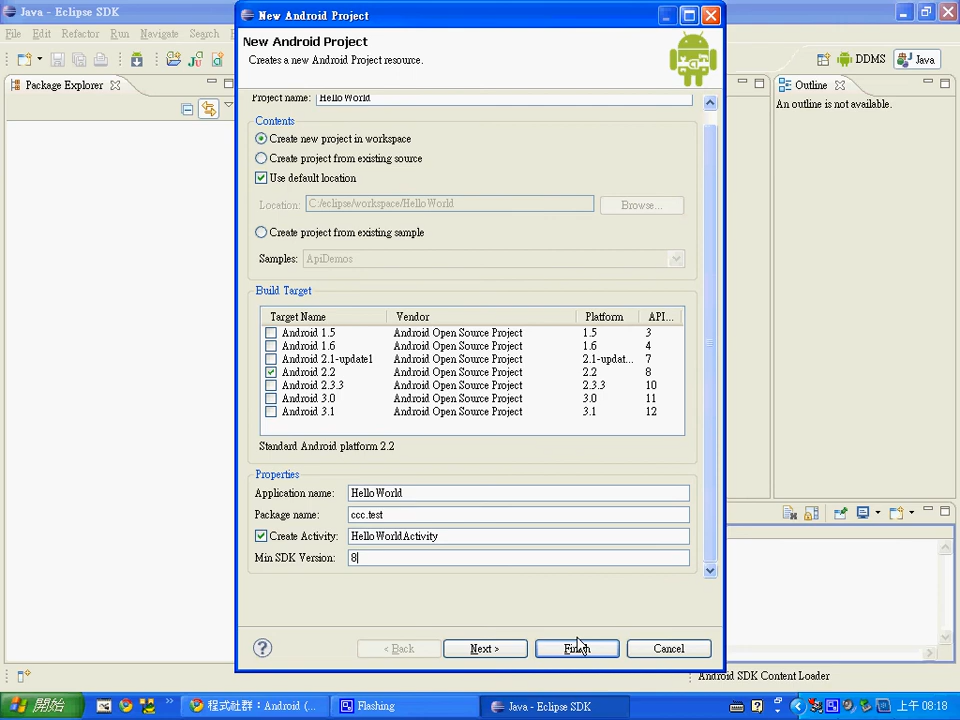 Java - Eclipse SDK
File Edit Refactor Run Navigate Search
DDMS
Java
Package Explorer
Outline
An outline is not available.
New Android Project
New Android Project
Creates a new Android Project resource.
Project name: HelloWorld
Contents
Create new project in workspace
Create project from existing source
Use default location
Location: C:/eclipse/workspace/HelloWorld Browse...
Create project from existing sample
Samples: ApiDemos
Build Target
Target Name Vendor Platform API...
Android 1.5 Android Open Source Project 1.5 3
Android 1.6 Android Open Source Project 1.6 4
Android 2.1-update1 Android Open Source Project 2.1-updat... 7
Android 2.2 Android Open Source Project 2.2 8
Android 2.3.3 Android Open Source Project 2.3.3 10
Android 3.0 Android Open Source Project 3.0 11
Android 3.1 Android Open Source Project 3.1 12
Standard Android platform 2.2
Properties
Application name: HelloWorld
Package name: ccc.test
Create Activity: HelloWorldActivity
Min SDK Version: 8
< Back Next > Finish Cancel
Android SDK Content Loader
開始 程式社群：Android (... Flashing Java - Eclipse SDK 上午 08:18